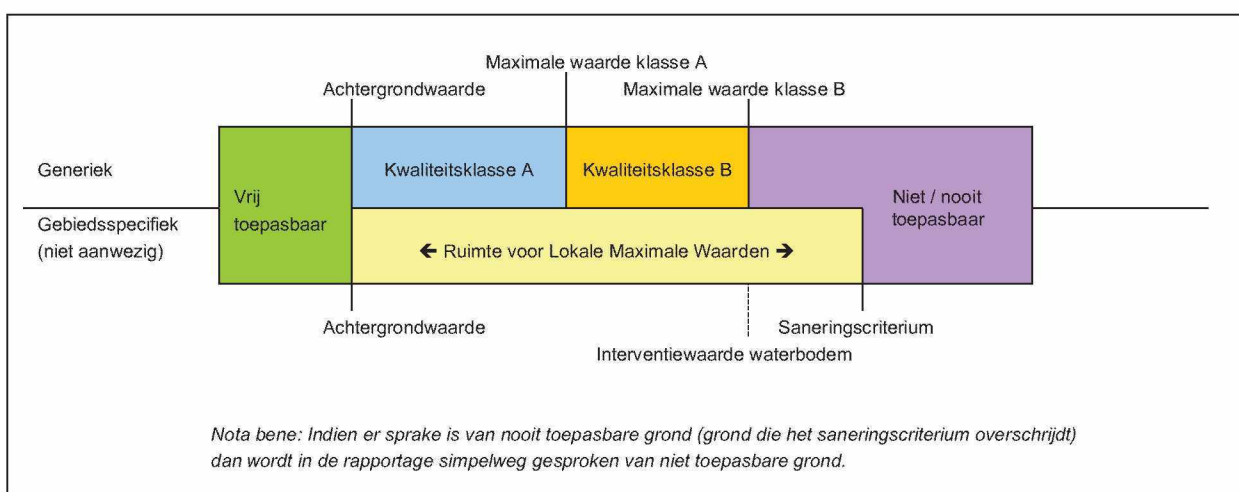 Maximale waarde klasse A
Achtergrondwaarde
Maximale waarde klasse B
Generiek
Kwaliteitsklasse A
Kwaliteitsklasse B
Vrij
toepasbaar
Niet / nooit
toepasbaar
Gebiedsspecifiek
(niet aanwezig)
← Ruimte voor Lokale Maximale Waarden →
Achtergrondwaarde
Saneringscriterium
Interventiewaarde waterbodem
Nota bene: Indien er sprake is van nooit toepasbare grond (grond die het saneringscriterium overschrijdt)
dan wordt in de rapportage simpelweg gesproken van niet toepasbare grond.